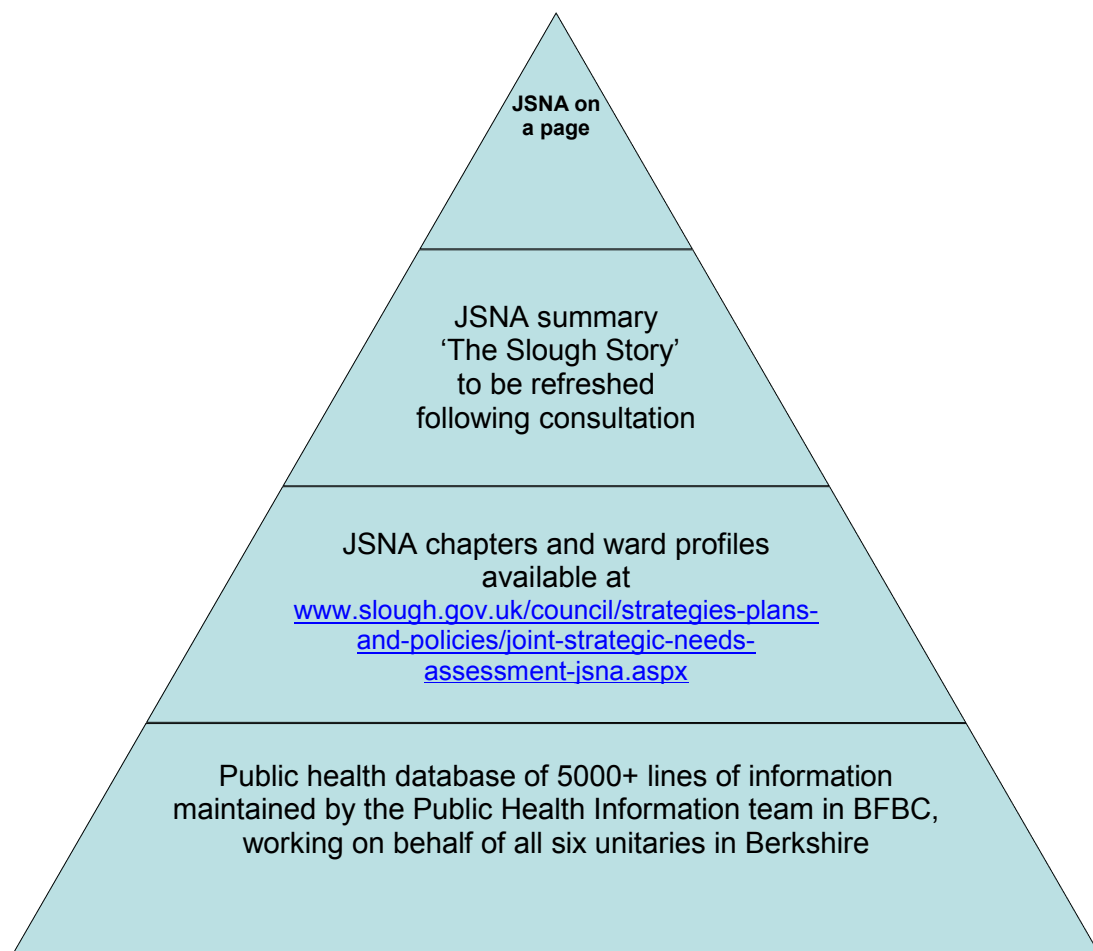 JSNA on
a page
JSNA summary
‘The Slough Story’
to be refreshed
following consultation
JSNA chapters and ward profiles
available at
www.slough.gov.uk/council/strategies-plans-
and-policies/joint-strategic-needs-
assessment-jsna.aspx
Public health database of 5000+ lines of information
maintained by the Public Health Information team in BFBC,
working on behalf of all six unitaries in Berkshire